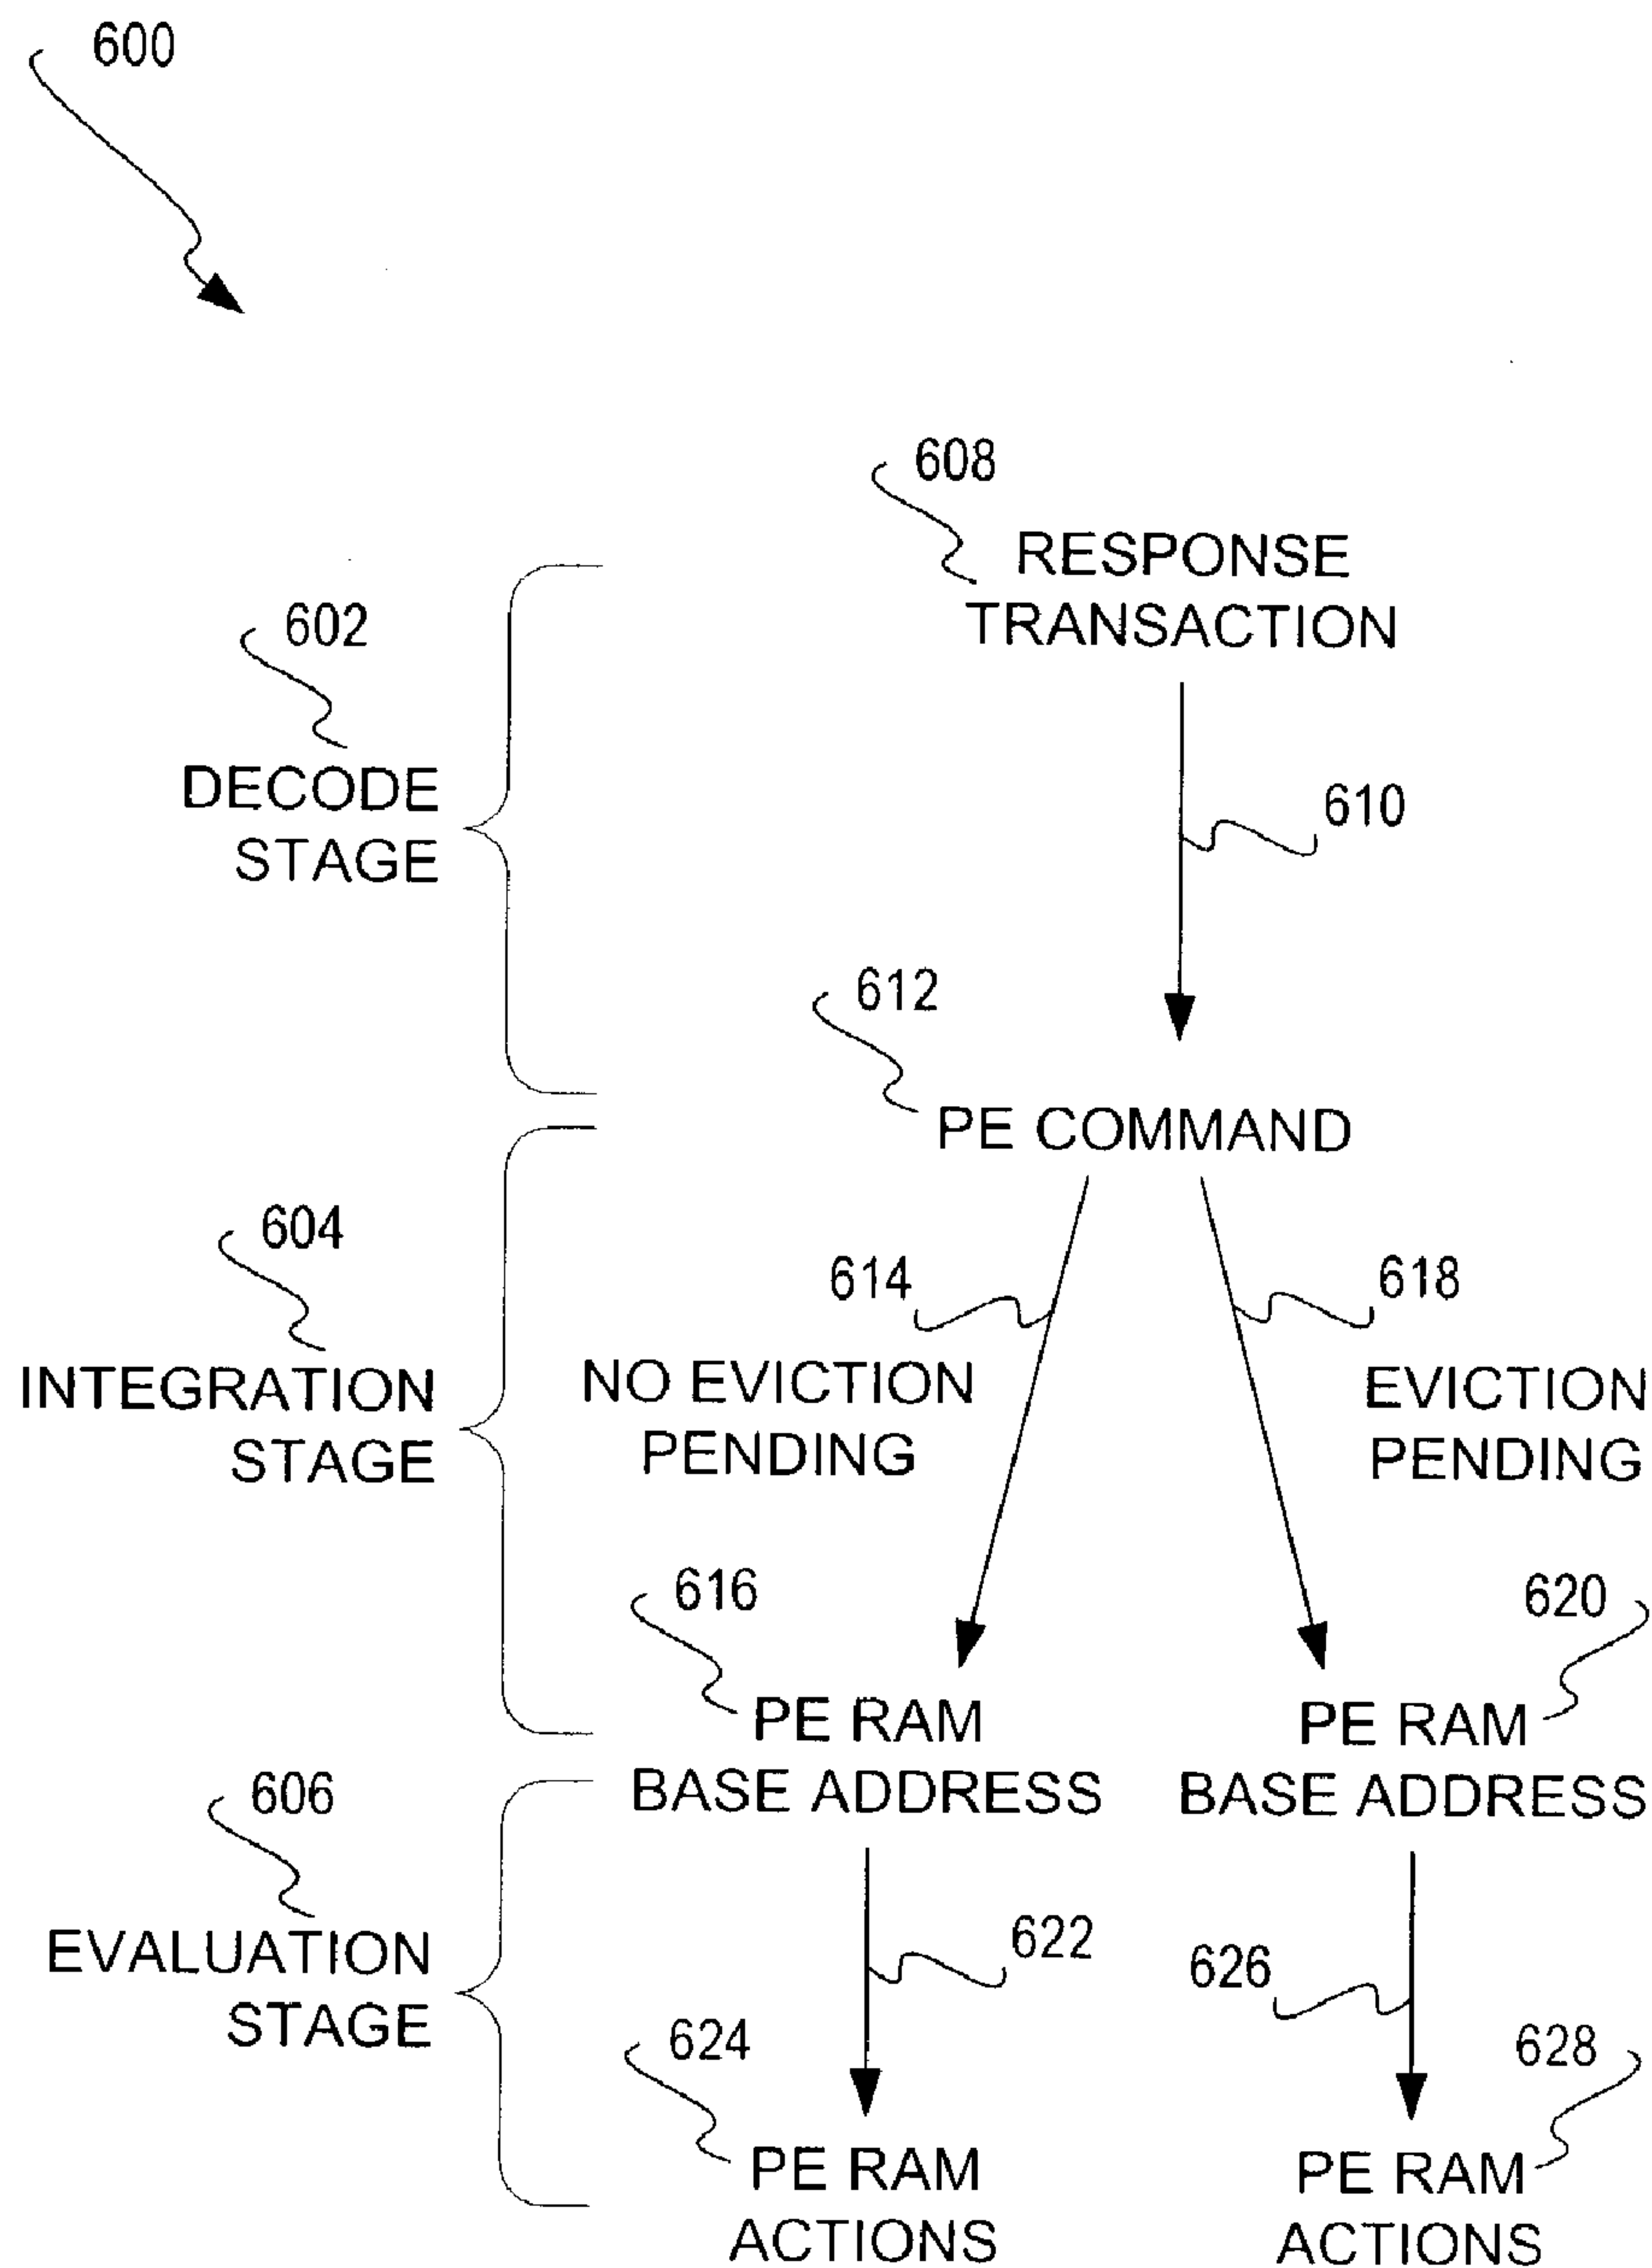 600
608
RESPONSE
TRANSACTION
602
DECODE
STAGE
610
612
PE COMMAND
604
INTEGRATION
STAGE
614
NO EVICTION
PENDING
618
EVICTION
PENDING
616
PE RAM
BASE ADDRESS
620
PE RAM
BASE ADDRESS
606
EVALUATION
STAGE
622
626
624
PE RAM
ACTIONS
628
PE RAM
ACTIONS